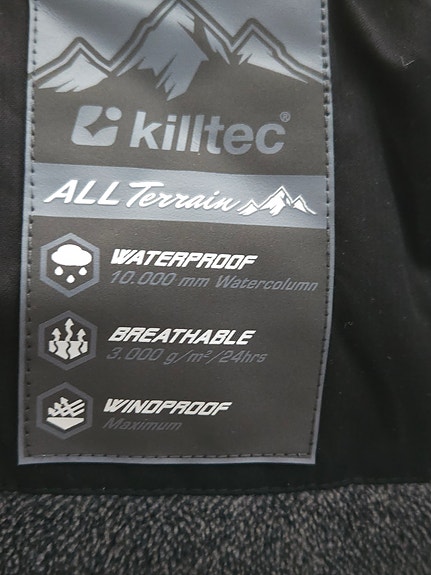 killtec®
ALL Terrain
WATERPROOF
10.000 mm Watercolumn
BREATHABLE
3.000 g/m²/24hrs
WINDPROOF
Maximum